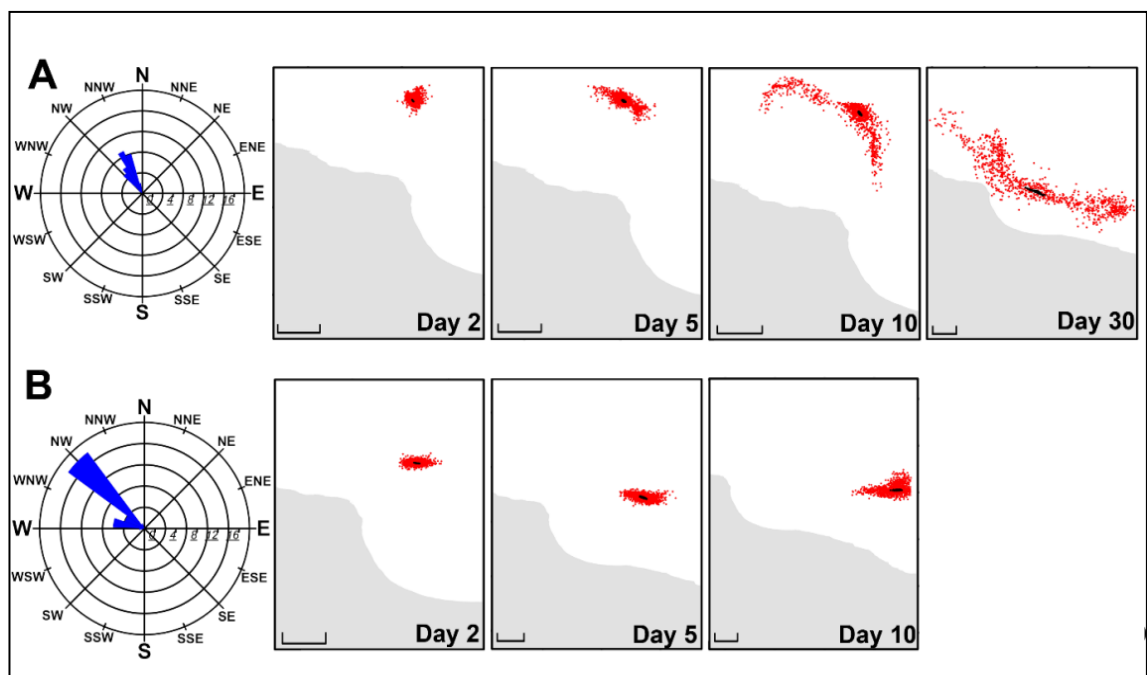 A
N
NNW
NNE
NW
NE
WNW
ENE
W
0 4 8 12 16
E
WSW
ESE
SW
SE
SSW
SSE
S
Day 2
Day 5
Day 10
Day 30
B
N
NNW
NNE
NW
NE
WNW
ENE
W
0 4 8 12 16
E
WSW
ESE
SW
SE
SSW
SSE
S
Day 2
Day 5
Day 10